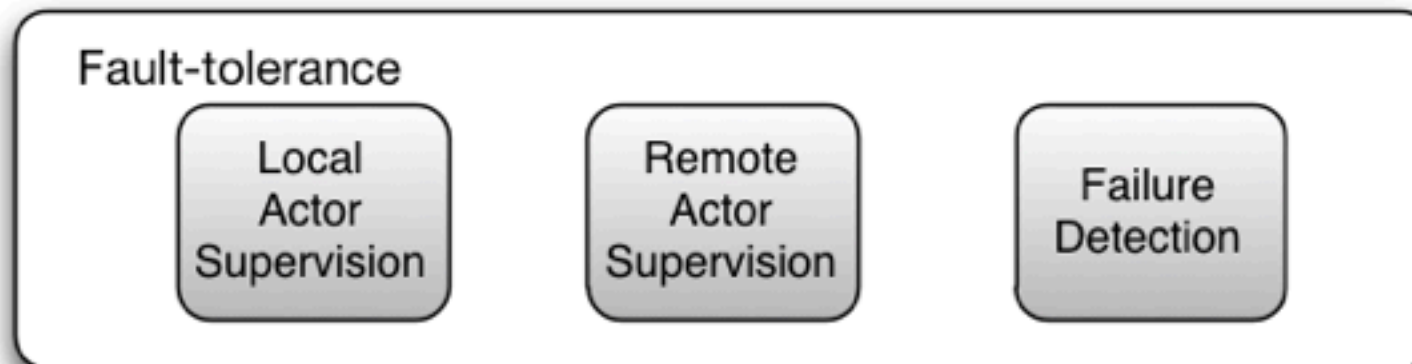 Fault-tolerance
Local
Actor
Supervision
Remote
Actor
Supervision
Failure
Detection